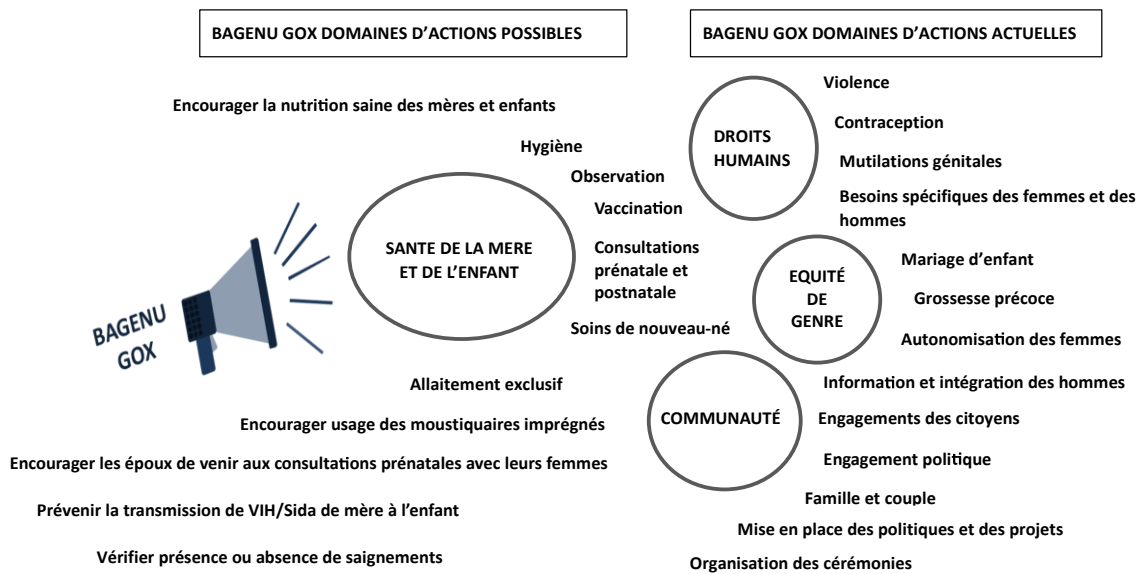 BAGENU GOX DOMAINES D’ACTIONS POSSIBLES
Encourager la nutrition saine des mères et enfants
Hygiène
Observation
Vaccination
SANTE DE LA MERE
ET DE L’ENFANT
Consultations
prénatale et
postnatale
Soins de nouveau-né
BAGENU
GOX
Allaitement exclusif
Encourager usage des moustiquaires imprégnés
Encourager les époux de venir aux consultations prénatales avec leurs femmes
Prévenir la transmission de VIH/Sida de mère à l’enfant
Vérifier présence ou absence de saignements
BAGENU GOX DOMAINES D’ACTIONS ACTUELLES
Violence
DROITS
HUMAINS
Contraception
Mutilations génitales
Besoins spécifiques des femmes et des
hommes
EQUITÉ
DE
GENRE
Mariage d’enfant
Grossesse précoce
Autonomisation des femmes
COMMUNAUTÉ
Information et intégration des hommes
Engagements des citoyens
Engagement politique
Famille et couple
Mise en place des politiques et des projets
Organisation des cérémonies